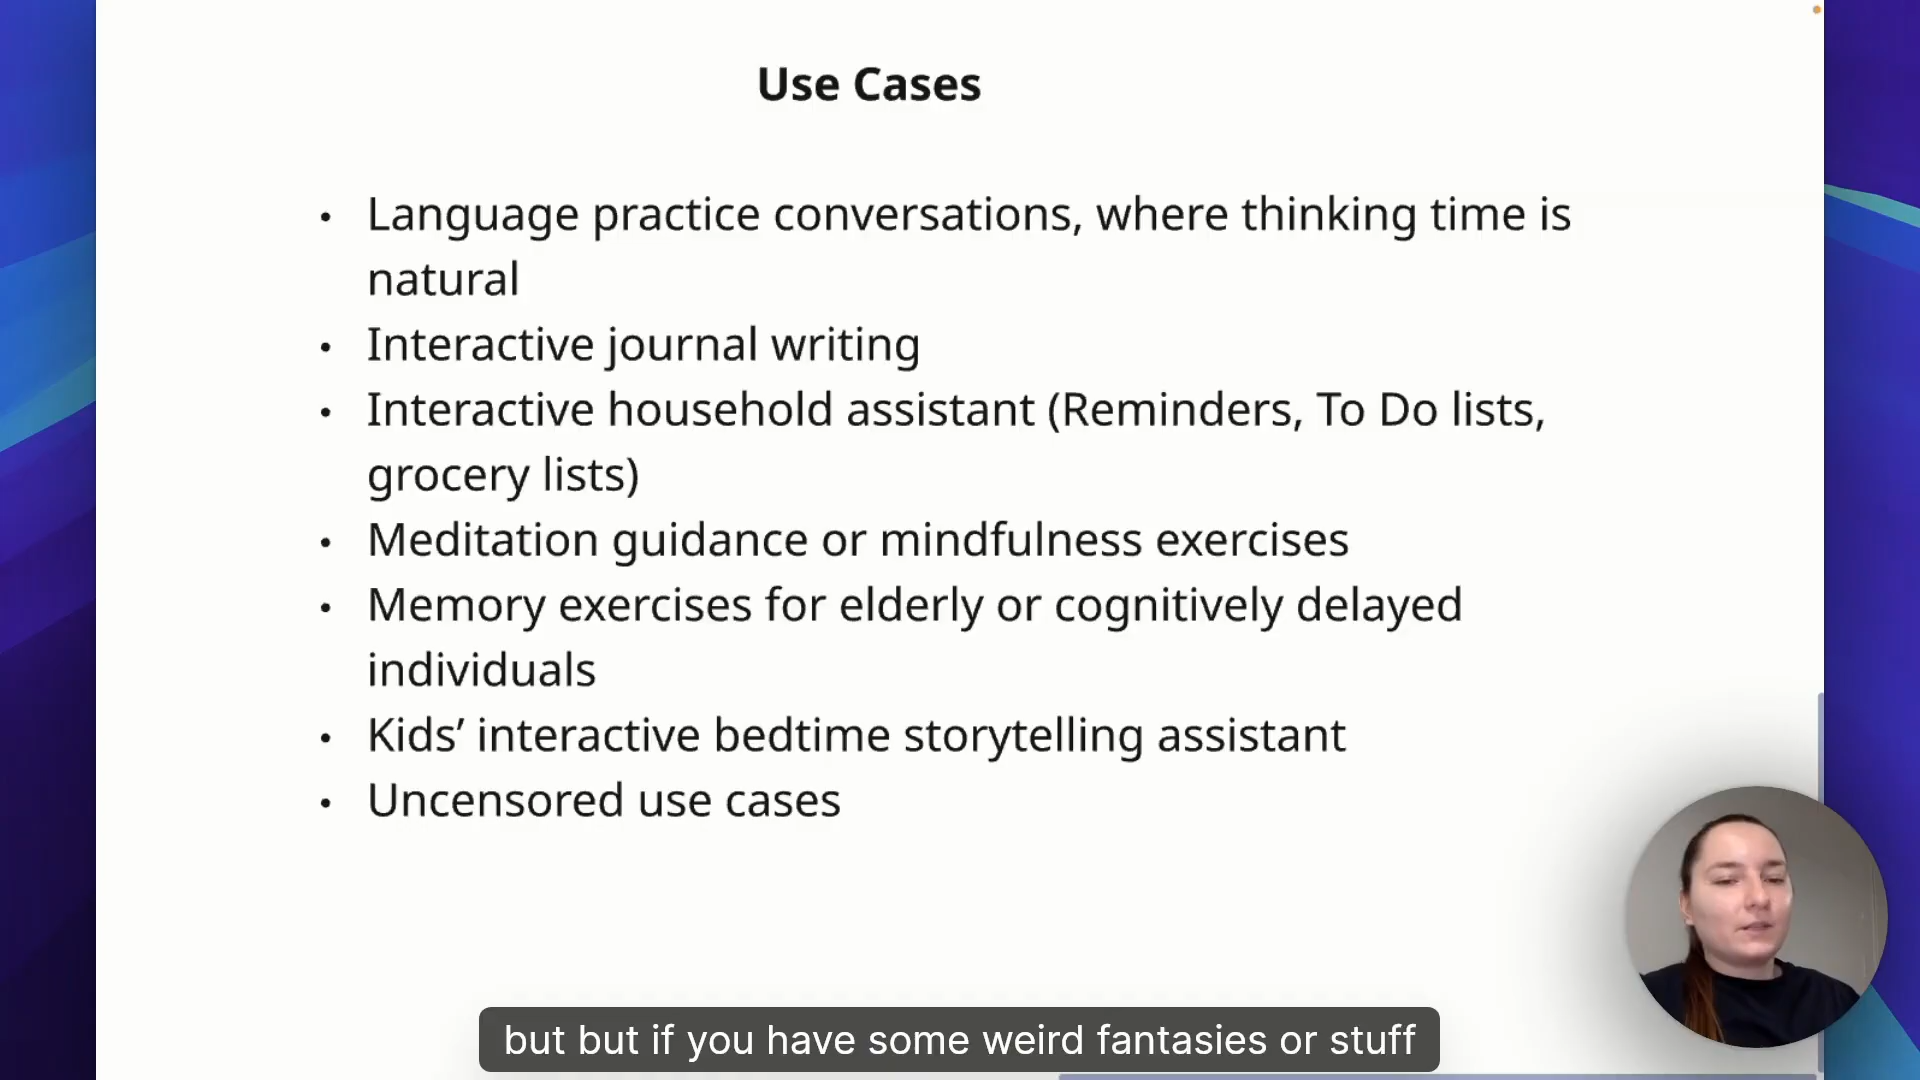 Use Cases
• Language practice conversations, where thinking time is
natural
• Interactive journal writing
• Interactive household assistant (Reminders, To Do lists,
grocery lists)
• Meditation guidance or mindfulness exercises
• Memory exercises for elderly or cognitively delayed
individuals
• Kids’ interactive bedtime storytelling assistant
• Uncensored use cases
but but if you have some weird fantasies or stuff